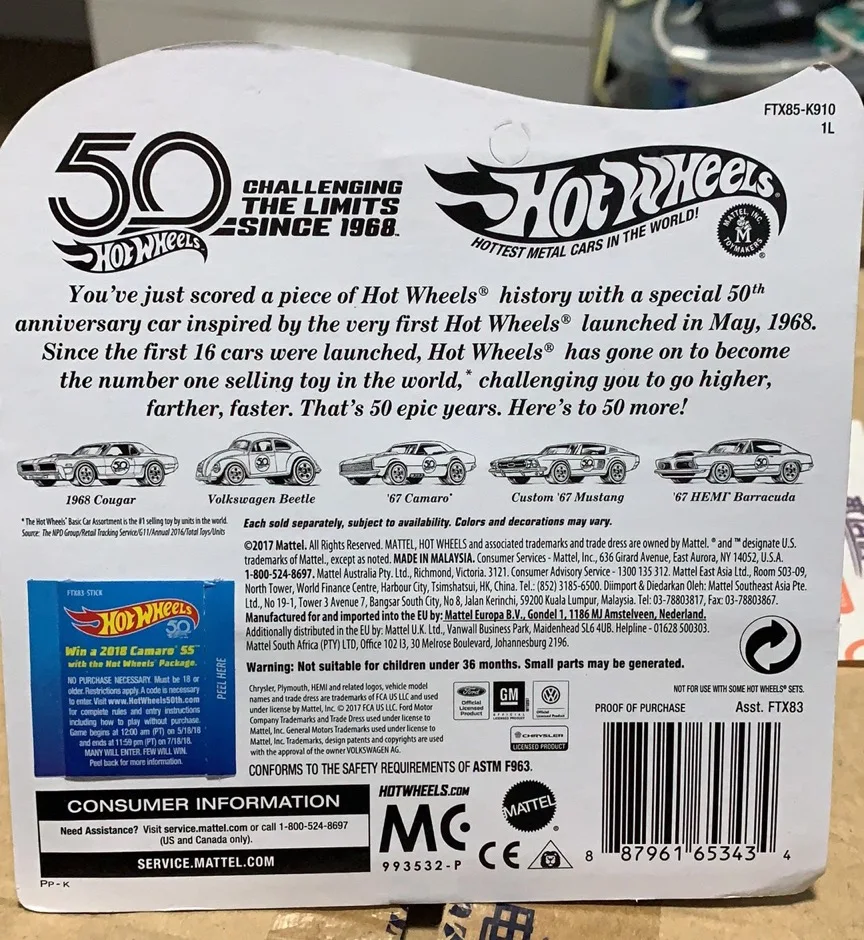 FTX85-K910
1L
50
HOT WHEELS
CHALLENGING
THE LIMITS
SINCE 1968™
HOT WHEELS
HOTTEST METAL CARS IN THE WORLD!
MATTEL, INC.
M
TOYMAKERS
®
You've just scored a piece of Hot Wheels® history with a special 50th
anniversary car inspired by the very first Hot Wheels® launched in May, 1968.
Since the first 16 cars were launched, Hot Wheels® has gone on to become
the number one selling toy in the world,* challenging you to go higher,
farther, faster. That's 50 epic years. Here's to 50 more!
50 50 50 50 50
1968 Cougar Volkswagen Beetle '67 Camaro® Custom '67 Mustang '67 HEMI® Barracuda
* The Hot Wheels® Basic Car Assortment is the #1 selling toy by units in the world.
Source: The NPD Group/Retail Tracking Service/G11/Annual 2016/Total Toys/Units
Each sold separately, subject to availability. Colors and decorations may vary.
©2017 Mattel. All Rights Reserved. MATTEL, HOT WHEELS and associated trademarks and trade dress are owned by Mattel. ® and ™ designate U.S.
trademarks of Mattel., except as noted. MADE IN MALAYSIA. Consumer Services - Mattel, Inc., 636 Girard Avenue, East Aurora, NY 14052, U.S.A.
1-800-524-8697. Mattel Australia Pty. Ltd., Richmond, Victoria. 3121. Consumer Advisory Service - 1300 135 312. Mattel East Asia Ltd., Room 503-09,
North Tower, World Finance Centre, Harbour City, Tsimshatsui, HK, China. Tel.: (852) 3185-6500. Diimport & Diedarkan Oleh: Mattel Southeast Asia Pte.
Ltd., No 19-1, Tower 3 Avenue 7, Bangsar South City, No 8, Jalan Kerinchi, 59200 Kuala Lumpur, Malaysia. Tel: 03-78803817, Fax: 03-78803867.
Manufactured for and imported into the EU by: Mattel Europa B.V., Gondel 1, 1186 MJ Amstelveen, Nederland.
Additionally distributed in the EU by: Mattel U.K. Ltd., Vanwall Business Park, Maidenhead SL6 4UB. Helpline - 01628 500303.
Mattel South Africa (PTY) LTD, Office 102 I3, 30 Melrose Boulevard, Johannesburg 2196.
Warning: Not suitable for children under 36 months. Small parts may be generated.
FTX83 STICK
HOT WHEELS
50
Win a 2018 Camaro® SS™
with the Hot Wheels® Package.
NO PURCHASE NECESSARY. Must be 18 or
older. Restrictions apply. A code is necessary
to enter. Visit www.HotWheels50th.com
for complete rules and entry instructions
including how to play without purchase.
Game begins at 12:00 am (PT) on 5/18/18
and ends at 11:59 pm (PT) on 7/18/18.
MANY WILL ENTER. FEW WILL WIN.
Peel back for more information.
PEEL HERE
Chrysler, Plymouth, HEMI and related logos, vehicle model
names and trade dress are trademarks of FCA US LLC and used
under license by Mattel, Inc. © 2017 FCA US LLC. Ford Motor
Company Trademarks and Trade Dress used under license to
Mattel, Inc. General Motors Trademarks used under license to
Mattel, Inc. Trademarks, design patents and copyrights are used
with the approval of the owner VOLKSWAGEN AG.
Ford
Official
Licensed
Product
GM
OFFICIAL
LICENSED PRODUCT
Official
Licensed Product
CHRYSLER
LICENSED PRODUCT
NOT FOR USE WITH SOME HOT WHEELS® SETS.
PROOF OF PURCHASE Asst. FTX83
CONFORMS TO THE SAFETY REQUIREMENTS OF ASTM F963.
CONSUMER INFORMATION
Need Assistance? Visit service.mattel.com or call 1-800-524-8697
(US and Canada only).
SERVICE.MATTEL.COM
HOTWHEELS.COM
MC
993532-P
MATTEL
®
CE
8 87961 65343 4
PP-K